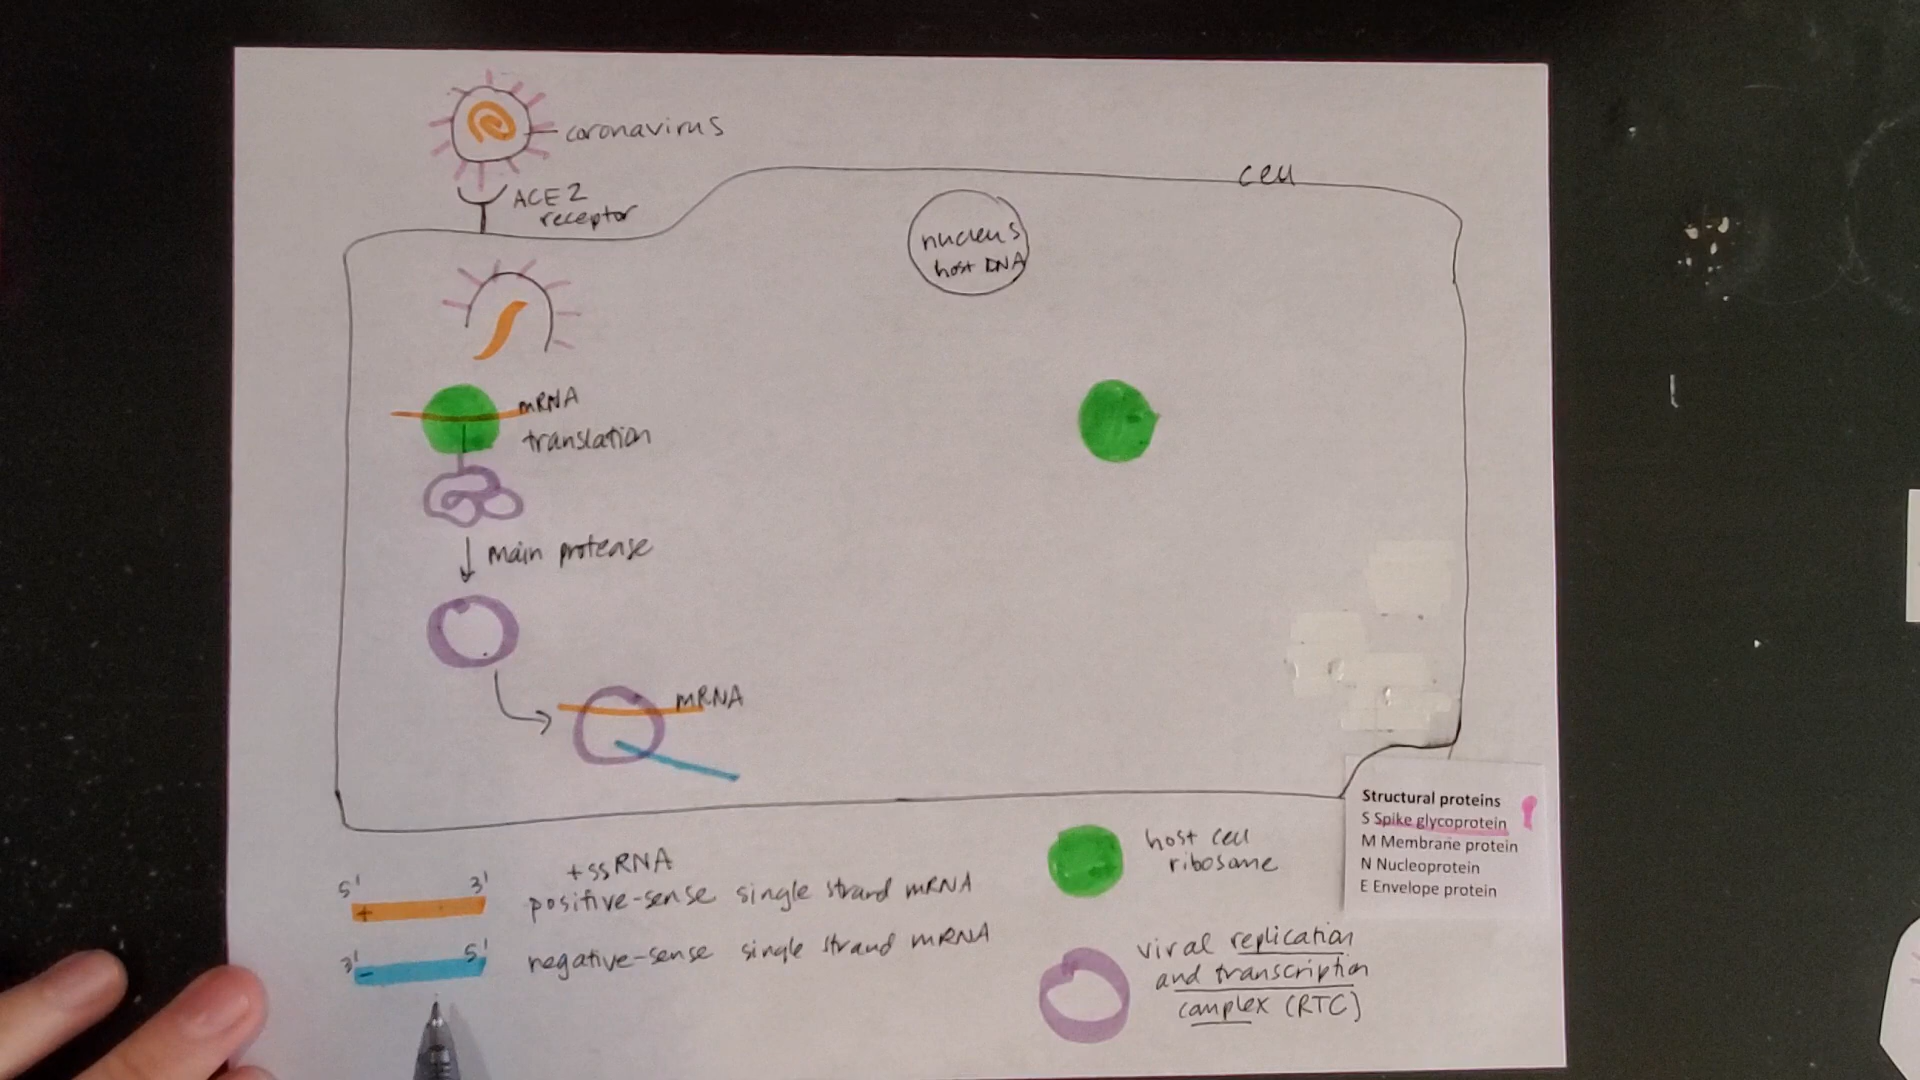 coronavirus
cell
ACE2
receptor
nucleus
host DNA
mRNA
translation
main protease
mRNA
Structural proteins
S Spike glycoprotein
M Membrane protein
N Nucleoprotein
E Envelope protein
+ssRNA
5' 3'
+
positive-sense single strand mRNA
3' 5'
-
negative-sense single strand mRNA
host cell
ribosome
viral replication
and transcription
complex (RTC)